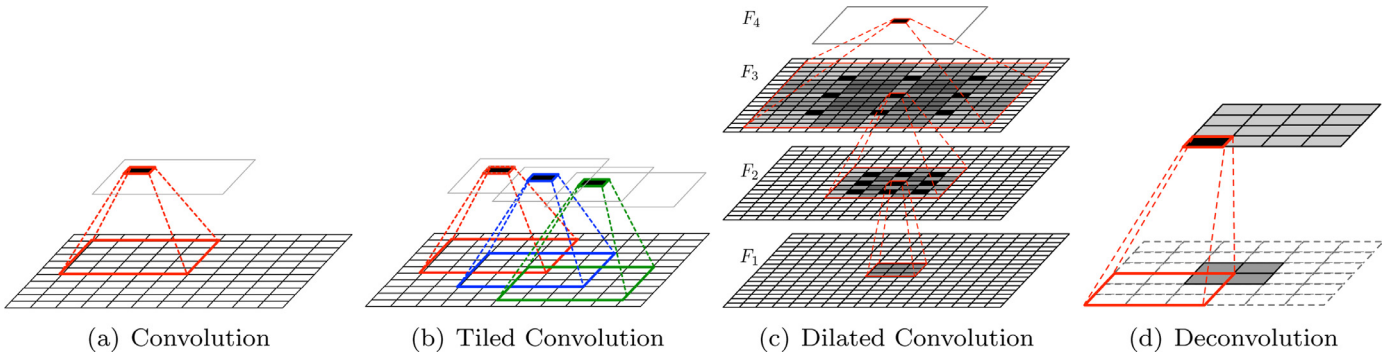 F4
F3
F2
F1
(a) Convolution
(b) Tiled Convolution
(c) Dilated Convolution
(d) Deconvolution